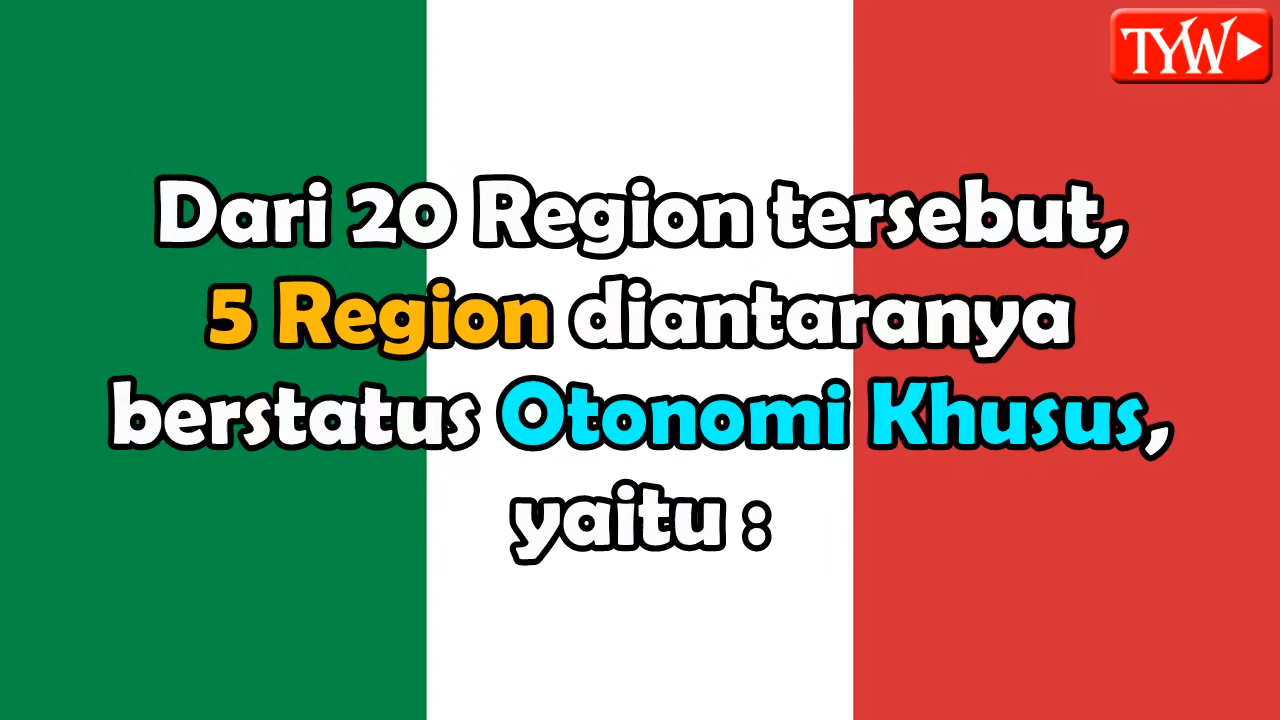 TYW
Dari 20 Region tersebut,
5 Region diantaranya
berstatus Otonomi Khusus,
yaitu :